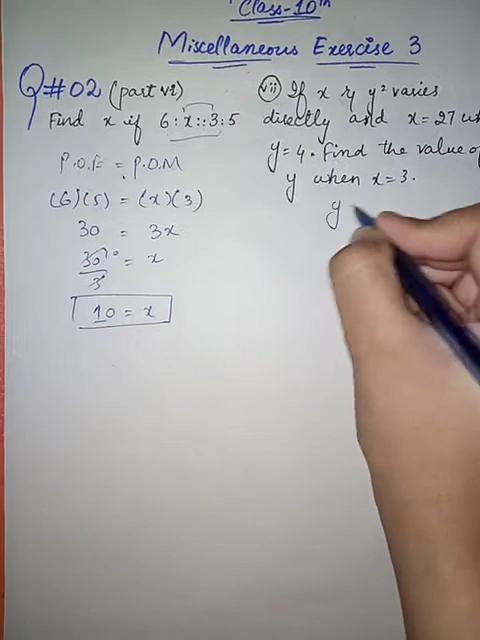 Class-10th
Miscellaneous Exercise 3
Q#02 (part vi)
Find x if 6:x::3:5
P.O.E = P.O.M
(6)(5) = (x)(3)
30 = 3x
30/3 10 = x
10 = x
(vii) If x & y² varies
directly and x=27 w
y=4. Find the value of
y when x=3.
y